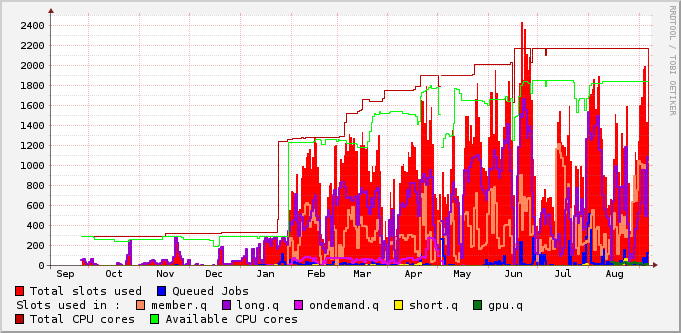 RRDTOOL / TOBI OETIKER
2400
2200
2000
1800
1600
1400
1200
1000
800
600
400
200
0
Sep Oct Nov Dec Jan Feb Mar Apr May Jun Jul Aug
Total slots used Queued Jobs
Slots used in : member.q long.q ondemand.q short.q gpu.q
Total CPU cores Available CPU cores